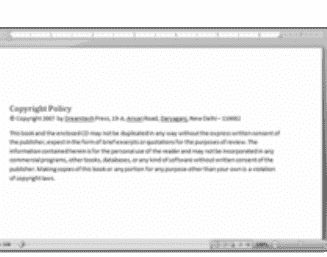 Copyright Policy
© Copyright 2007 by Dreamtech Press, 19-A, Ansari Road, Daryaganj, New Delhi – 110002
This book and the enclosed CD may not be duplicated in any way without the express written consent of
the publisher, expect in the form of brief excerpts or quotations for the purposes of review. The
information contained herein is for the personal use of the reader and may not be incorporated in any
commercial programs, other books, databases, or any kind of software without written consent of the
publisher. Making copies of this book or any portion for any purpose other than your own is a violation
of copyright laws.